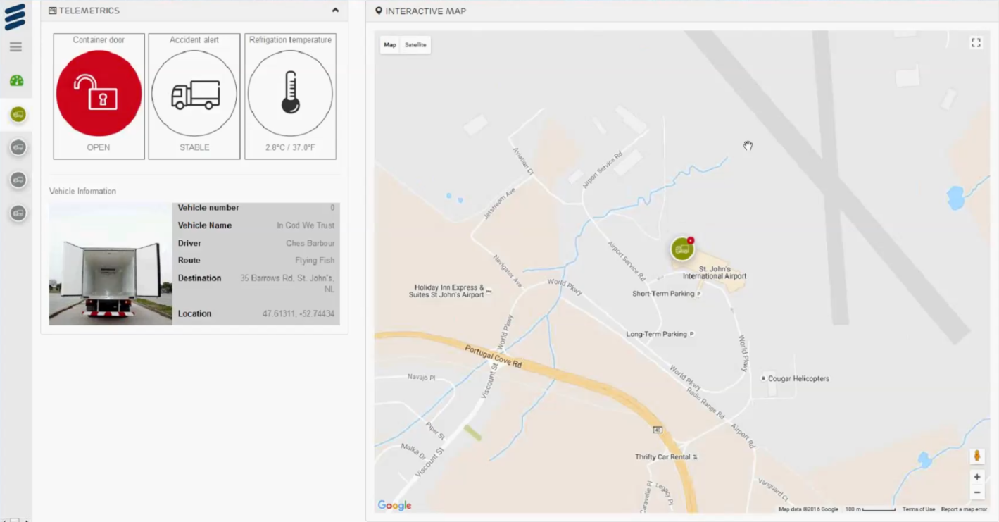 TELEMETRICS
Container door
OPEN
Accident alert
STABLE
Refrigation temperature
2.8°C / 37.0°F
Vehicle Information
Vehicle number 0
Vehicle Name In Cod We Trust
Driver Ches Barbour
Route Flying Fish
Destination 35 Barrows Rd, St. John's,
NL
Location 47.61311, -52.74434
INTERACTIVE MAP
Map Satellite
Aviation Ct
Airport Service Rd
Jetstream Ave
Navigator Ave
Airport Service Rd
St. John's
International Airport
World Pkwy
Holiday Inn Express &
Suites St John's Airport
Short-Term Parking P
World Pkwy
Long-Term Parking P
World Pkwy
Portugal Cove Rd
Viscount St
Navajo Pl
World Pkwy
Cougar Helicopters
Radio Range Rd
Piper St
Airport Rd
40
Malka Dr
Viscount St
Thrifty Car Rental
Caravelle Pl
Legacy Pl
Vanguard Ct
Google
Map data ©2016 Google 100 m Terms of Use Report a map error